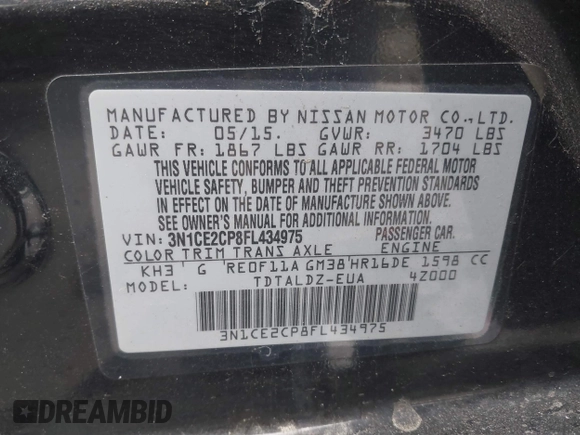 MANUFACTURED BY NISSAN MOTOR CO.,LTD.
DATE: 05/15. GVWR: 3470 LBS
GAWR FR: 1867 LBS GAWR RR: 1704 LBS
THIS VEHICLE CONFORMS TO ALL APPLICABLE FEDERAL MOTOR
VEHICLE SAFETY, BUMPER AND THEFT PREVENTION STANDARDS
IN EFFECT ON THE DATE OF MANUFACTURE SHOWN ABOVE.
SEE OWNER'S MANUAL FOR ADDITIONAL INFORMATION.
VIN: 3N1CE2CP8FL434975 PASSENGER CAR.
COLOR TRIM TRANS AXLE ENGINE
KH3 G RE0F11A GM38 HR16DE 1598 CC
TDTALDZ-EUA 4Z000
3N1CE2CP8FL434975
DREAMBID